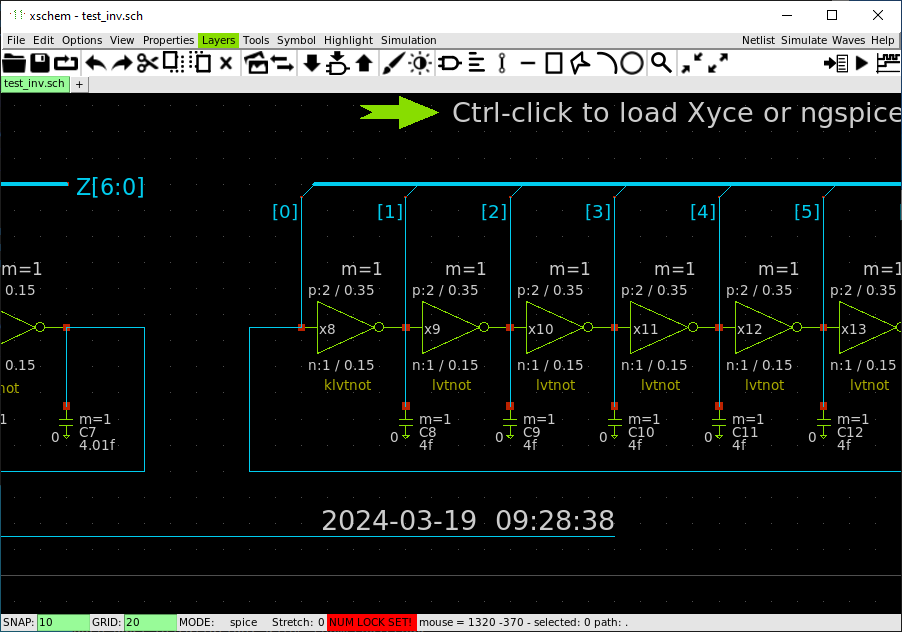 xschem - test_inv.sch
File Edit Options View Properties Layers Tools Symbol Highlight Simulation Netlist Simulate Waves Help
test_inv.sch +
Ctrl-click to load Xyce or ngspice
Z[6:0]
[0] [1] [2] [3] [4] [5]
m=1 m=1 m=1 m=1 m=1 m=1 m=1
0.15 p:2 / 0.35 p:2 / 0.35 p:2 / 0.35 p:2 / 0.35 p:2 / 0.35 p:2 / 0.35
x8 x9 x10 x11 x12 x13
0.15 n:1 / 0.15 n:1 / 0.15 n:1 / 0.15 n:1 / 0.15 n:1 / 0.15 n:1 / 0.15
not klvtnot lvtnot lvtnot lvtnot lvtnot lvtnot
1 m=1 m=1 m=1 m=1 m=1 m=1
0 C7 0 C8 0 C9 0 C10 0 C11 0 C12
4.01f 4f 4f 4f 4f 4f
2024-03-19 09:28:38
SNAP: 10 GRID: 20 MODE: spice Stretch: 0 NUM LOCK SET! mouse = 1320 -370 - selected: 0 path: .